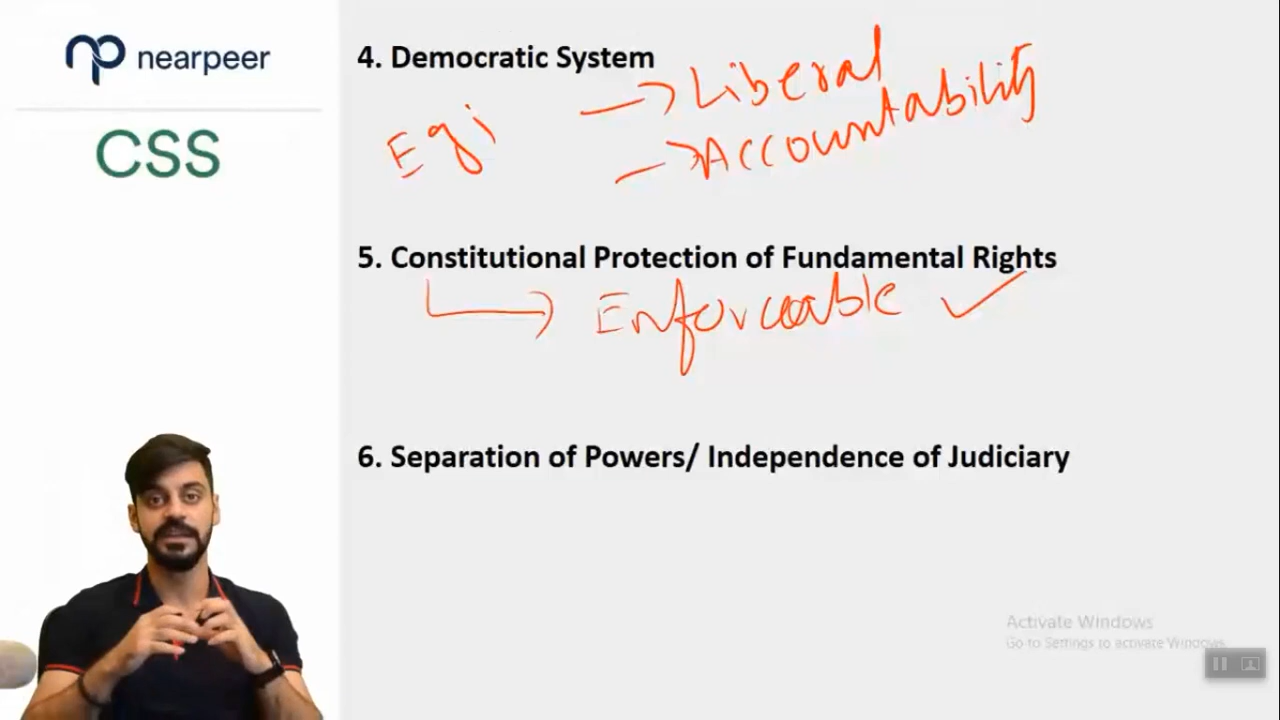 nearpeer
CSS
4. Democratic System
→ Liberal
→ Accountability
5. Constitutional Protection of Fundamental Rights
Enforceable ✓
6. Separation of Powers/ Independence of Judiciary
Activate Windows
Go to Settings to activate Windows.